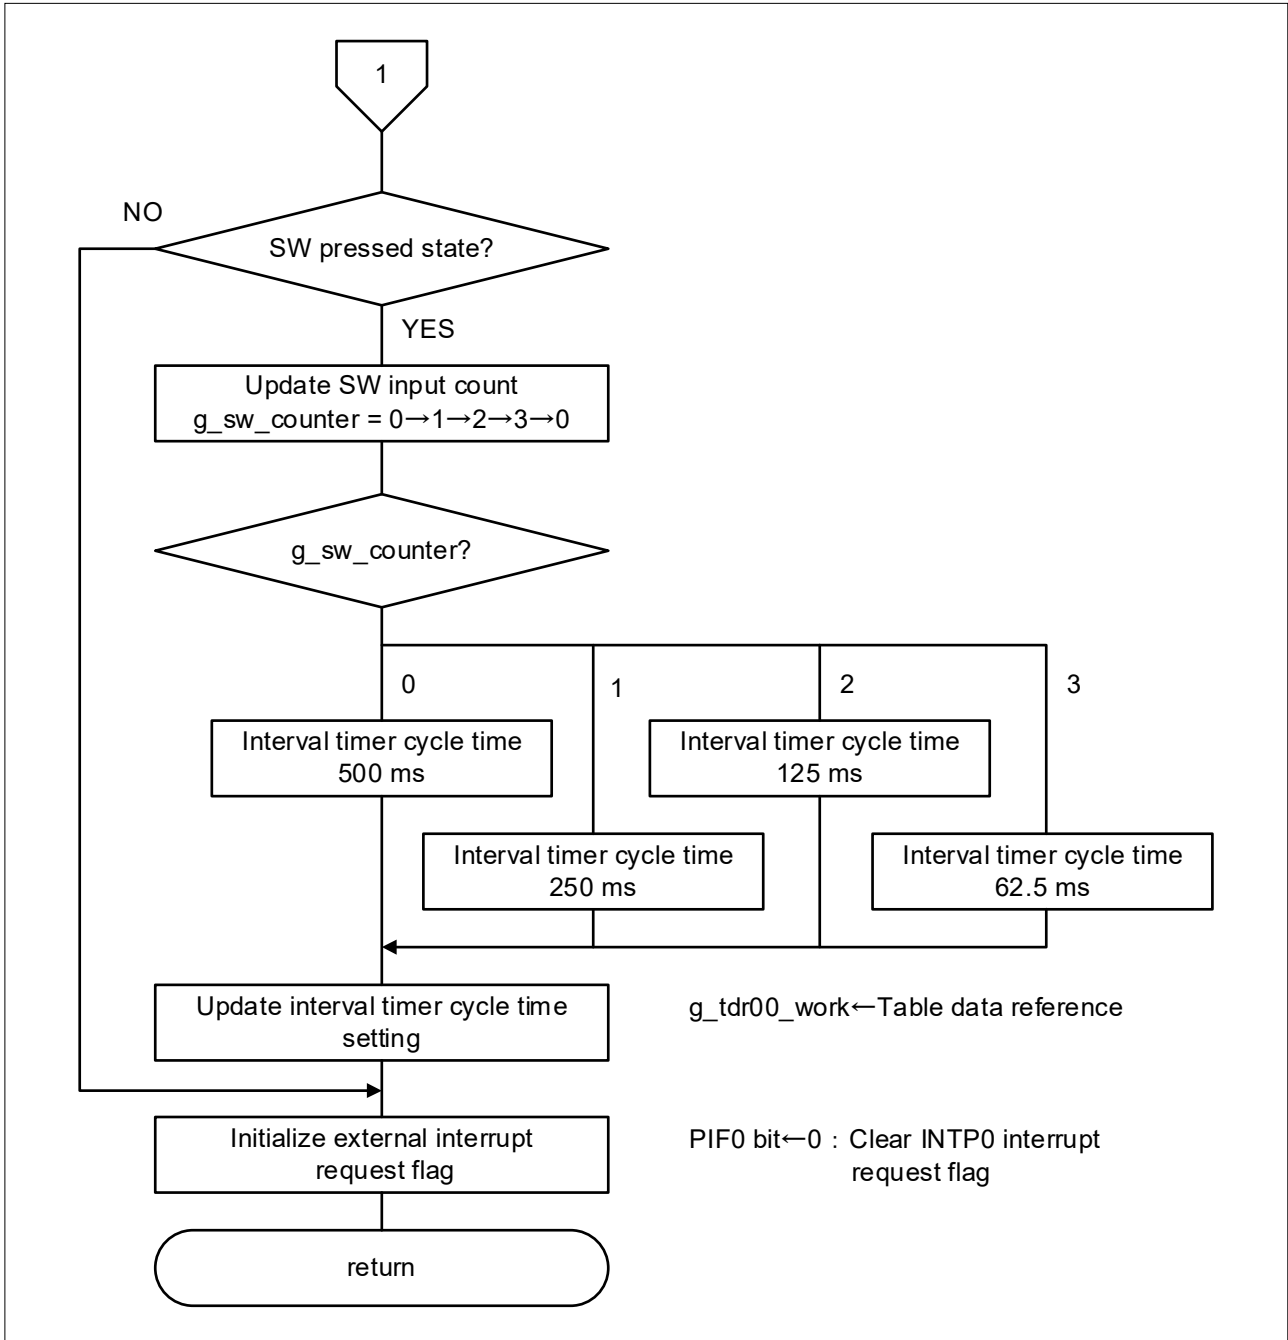 1
NO
SW pressed state?
YES
Update SW input count
g_sw_counter = 0→1→2→3→0
g_sw_counter?
0
1
2
3
Interval timer cycle time
500 ms
Interval timer cycle time
125 ms
Interval timer cycle time
250 ms
Interval timer cycle time
62.5 ms
Update interval timer cycle time
setting
g_tdr00_work←Table data reference
Initialize external interrupt
request flag
PIF0 bit←0 : Clear INTP0 interrupt
request flag
return